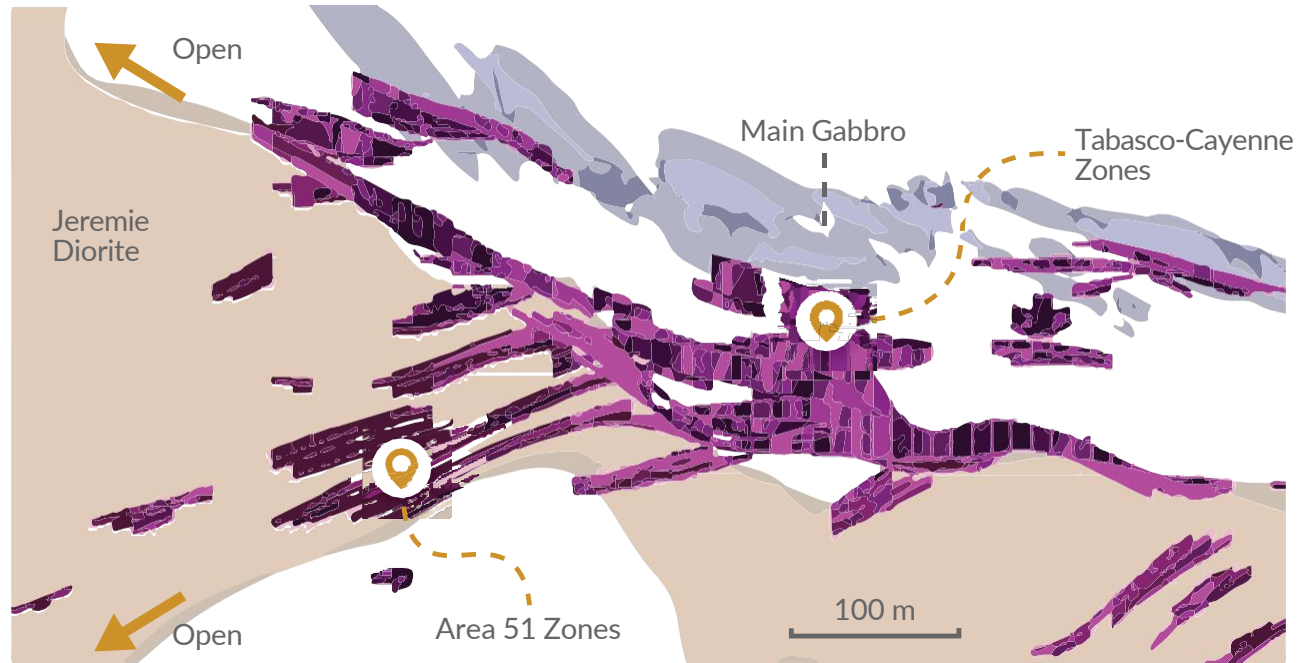 Open
Main Gabbro
Tabasco-Cayenne
Zones
Jeremie
Diorite
100 m
Area 51 Zones
Open